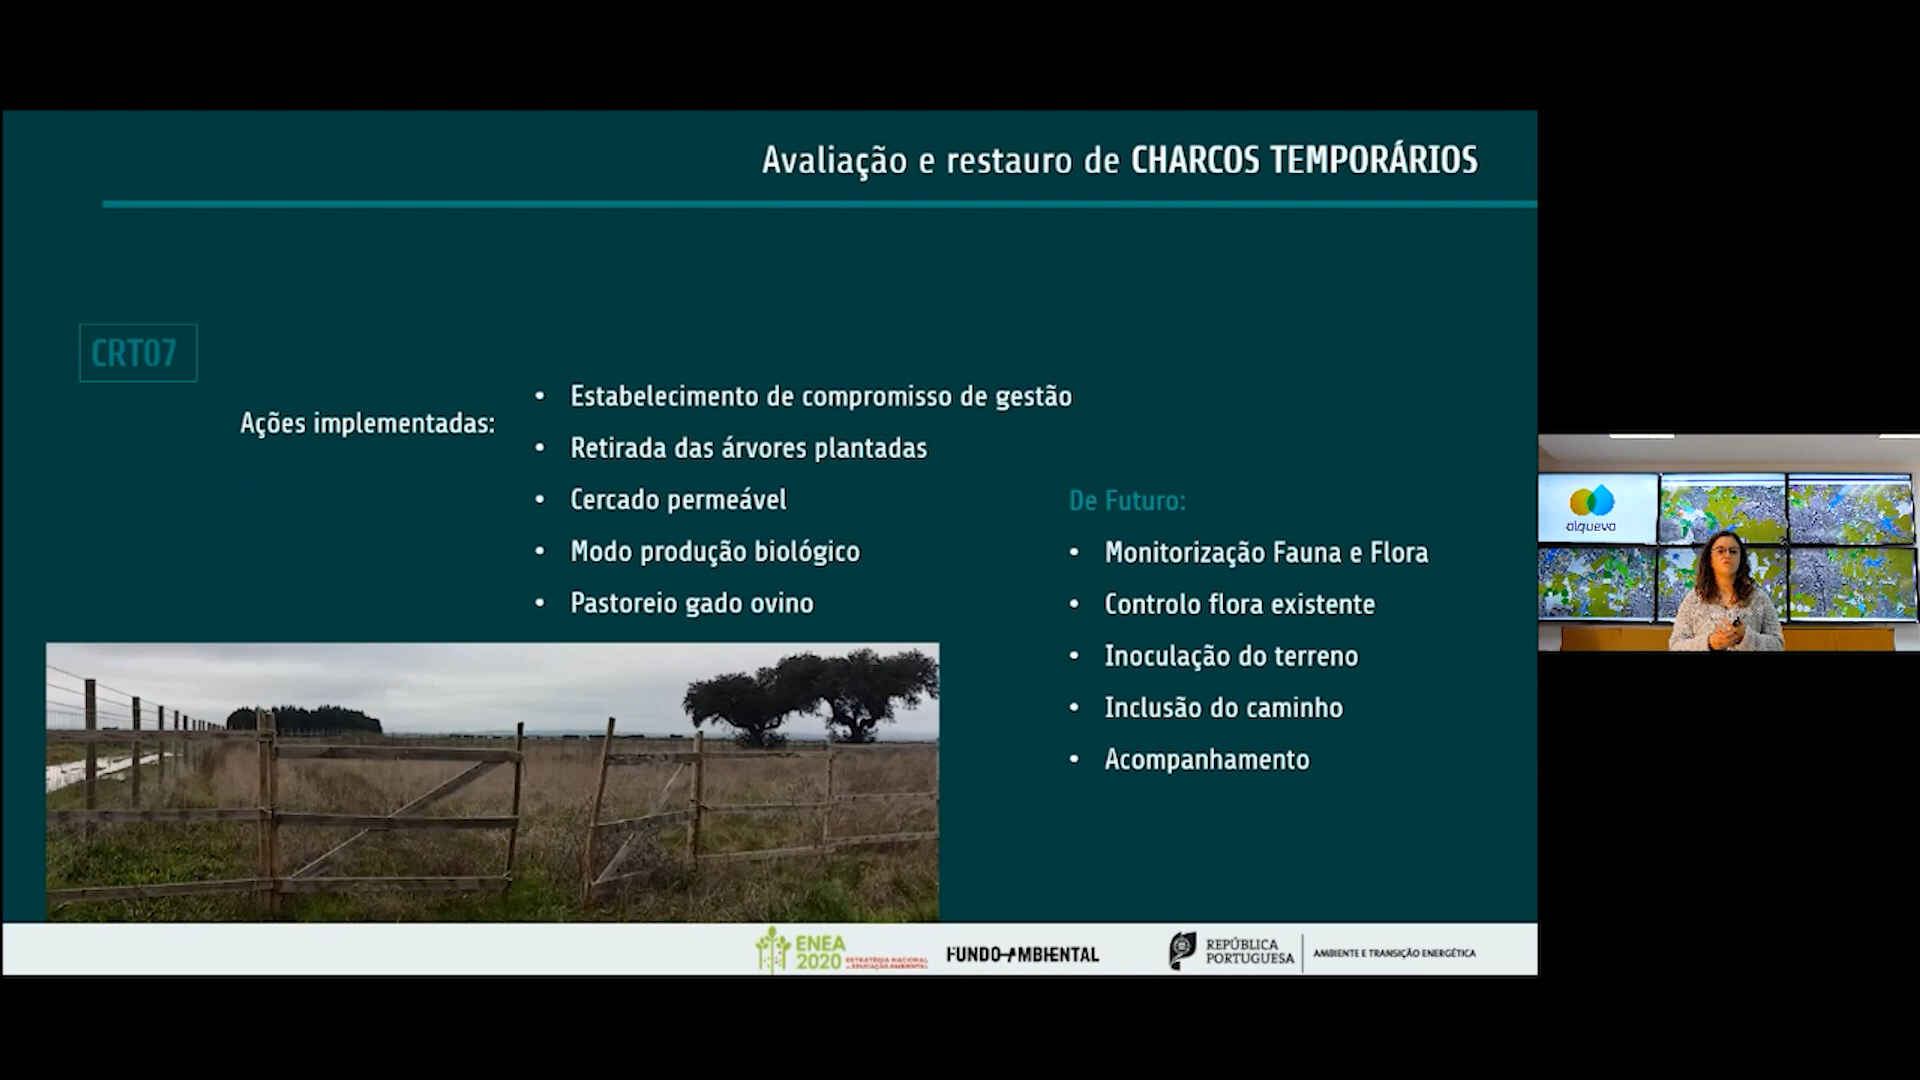 Avaliação e restauro de CHARCOS TEMPORÁRIOS
CRT07
Ações implementadas:
• Estabelecimento de compromisso de gestão
• Retirada das árvores plantadas
• Cercado permeável
• Modo produção biológico
• Pastoreio gado ovino
De Futuro:
• Monitorização Fauna e Flora
• Controlo flora existente
• Inoculação do terreno
• Inclusão do caminho
• Acompanhamento
alqueva
ENEA
2020
ESTRATÉGIA NACIONAL
DE EDUCAÇÃO AMBIENTAL
FUNDO AMBIENTAL
REPÚBLICA
PORTUGUESA
AMBIENTE E TRANSIÇÃO ENERGÉTICA